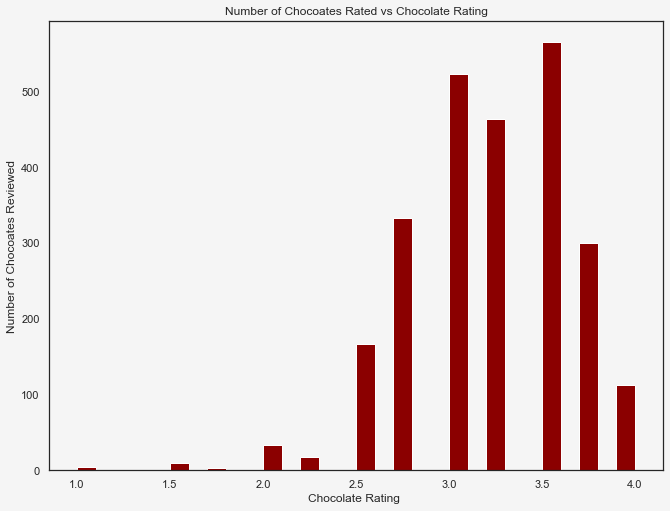 Number of Chocoates Rated vs Chocolate Rating
Number of Chocoates Reviewed
500
400
300
200
100
0
1.0 1.5 2.0 2.5 3.0 3.5 4.0
Chocolate Rating